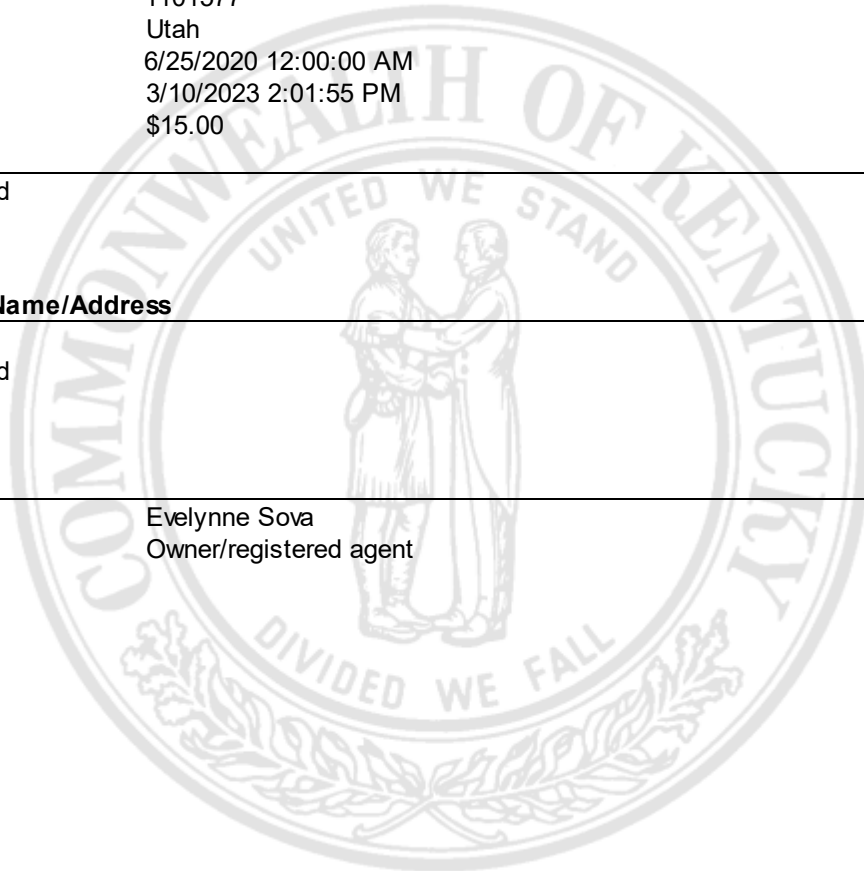 Utah
6/25/2020 12:00:00 AM
3/10/2023 2:01:55 PM
$15.00
d
Name/Address
d
Evelynne Sova
Owner/registered agent
COMMONWEALTH OF KENTUCKY
UNITED WE STAND
DIVIDED WE FALL